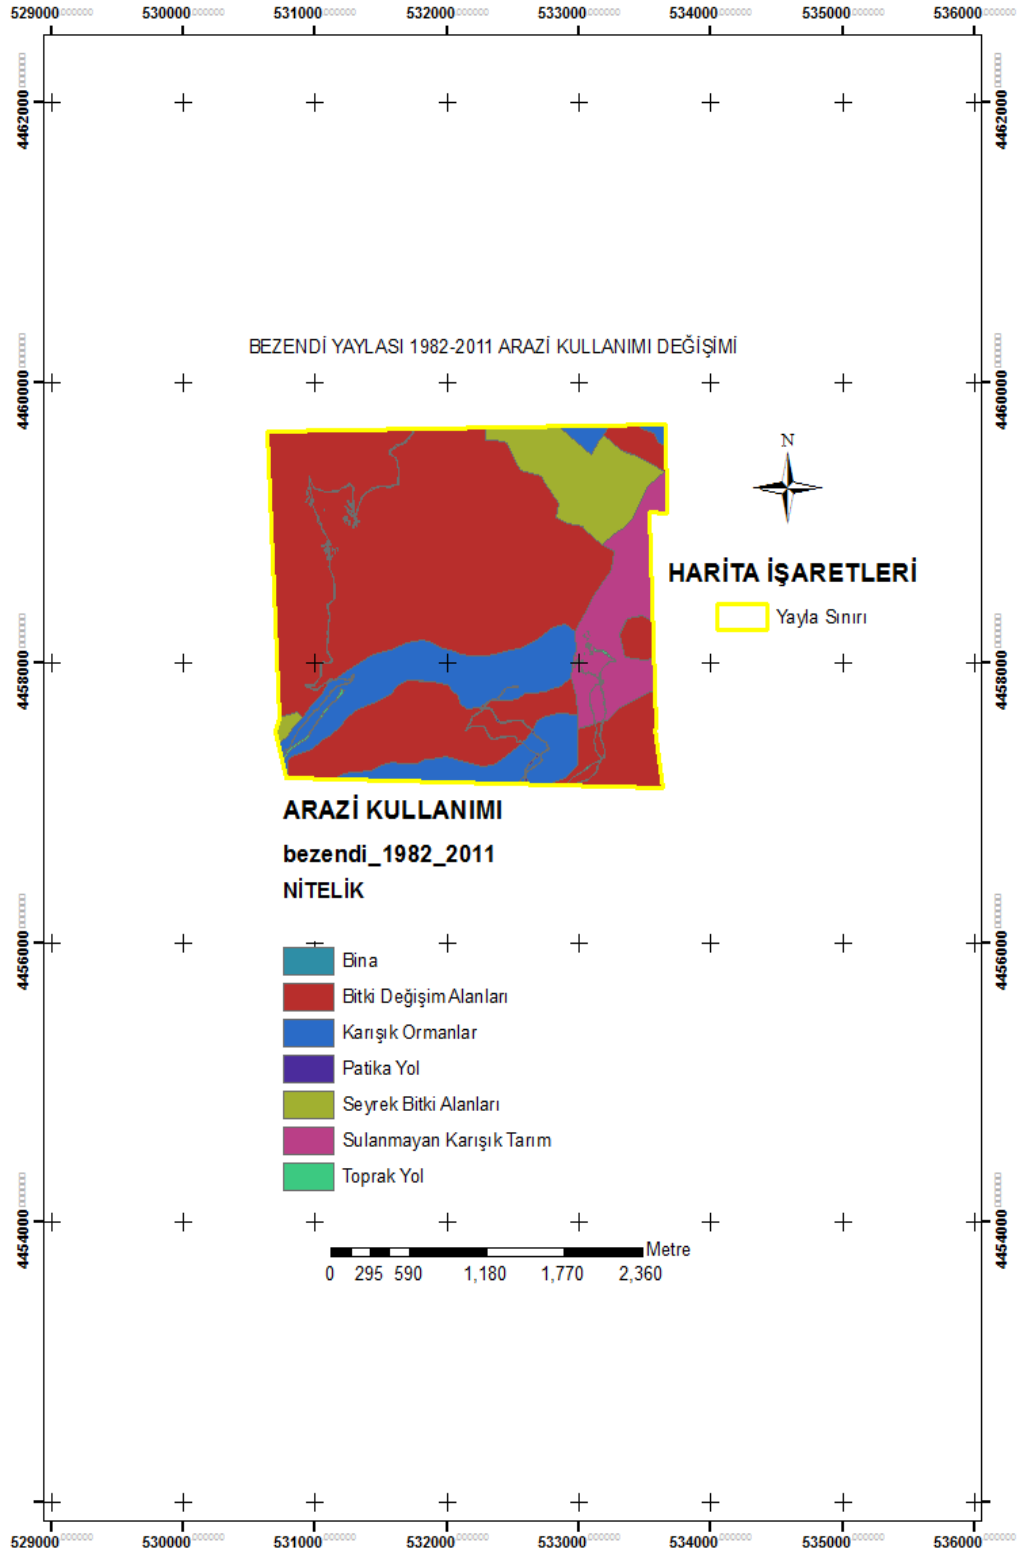 529000 530000 531000 532000 533000 534000 535000 536000
4462000 4462000
BEZENDİ YAYLASI 1982-2011 ARAZİ KULLANIMI DEĞİŞİMİ
4460000 4460000
N
HARİTA İŞARETLERİ
Yayla Sınırı
4458000 4458000
ARAZİ KULLANIMI
bezendi_1982_2011
NİTELİK
4456000 4456000
Bina
Bitki Değişim Alanları
Karışık Ormanlar
Patika Yol
Seyrek Bitki Alanları
Sulanmayan Karışık Tarım
Toprak Yol
4454000 4454000
Metre
0 295 590 1,180 1,770 2,360
529000 530000 531000 532000 533000 534000 535000 536000